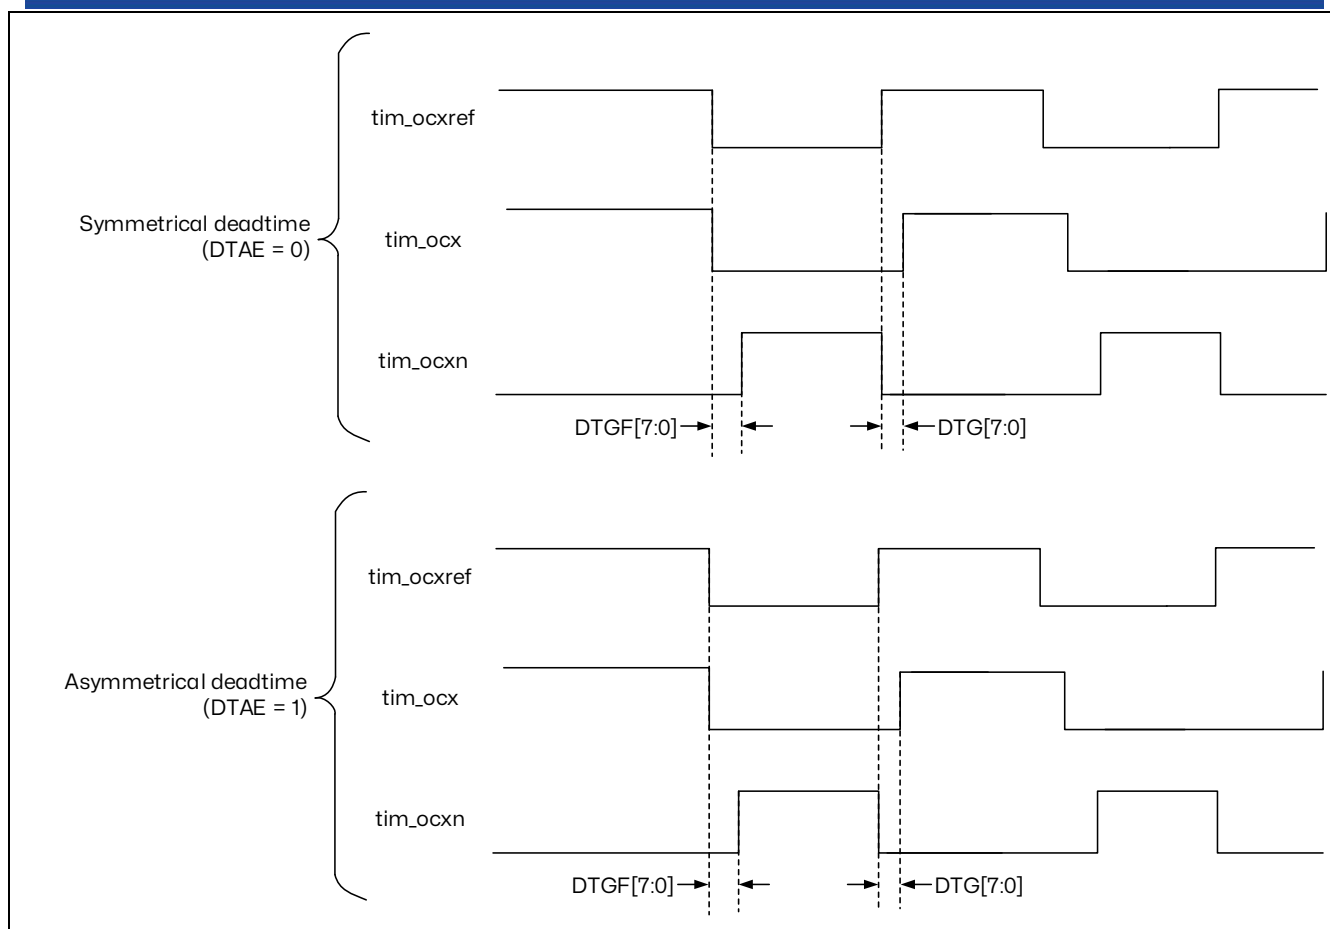 tim_ocxref
Symmetrical deadtime
(DTAE = 0)
tim_ocx
tim_ocxn
DTGF[7:0]
DTG[7:0]
tim_ocxref
Asymmetrical deadtime
(DTAE = 1)
tim_ocx
tim_ocxn
DTGF[7:0]
DTG[7:0]